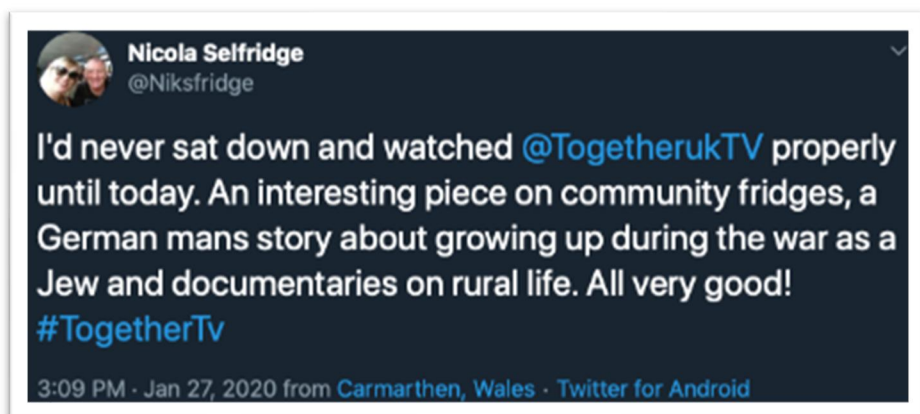 Nicola Selfridge
@Niksfridge
I'd never sat down and watched @TogetherukTV properly
until today. An interesting piece on community fridges, a
German mans story about growing up during the war as a
Jew and documentaries on rural life. All very good!
#TogetherTv
3:09 PM · Jan 27, 2020 from Carmarthen, Wales · Twitter for Android